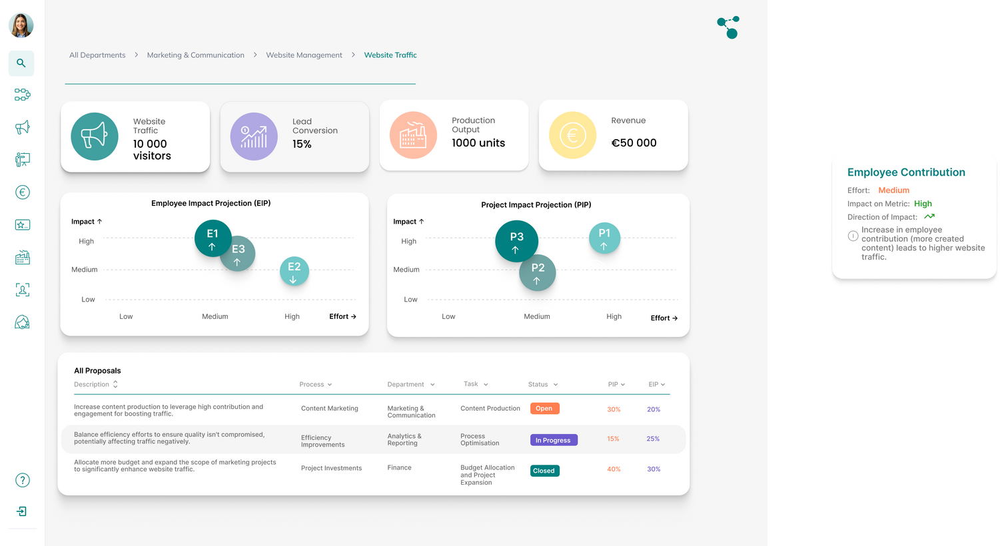 All Departments > Marketing & Communication > Website Management > Website Traffic
Website
Traffic
10 000
visitors
Lead
Conversion
15%
Production
Output
1000 units
Revenue
€
€50 000
Employee Contribution
Effort: Medium
Impact on Metric: High
Direction of Impact:
Increase in employee
contribution (more created
content) leads to higher website
traffic.
Employee Impact Projection (EIP)
Impact ↑
High
Medium
Low
E1
↑
E3
↑
E2
↓
Low Medium High Effort →
Project Impact Projection (PIP)
Impact ↑
High
Medium
Low
P3
↑
P1
↑
P2
↑
Low Medium High Effort →
All Proposals
Description Process Department Task Status PIP EIP
Increase content production to leverage high contribution and
engagement for boosting traffic.
Content Marketing
Marketing &
Communication
Content Production
Open
30%
20%
Balance efficiency efforts to ensure quality isn't compromised,
potentially affecting traffic negatively.
Efficiency
Improvements
Analytics &
Reporting
Process
Optimisation
In Progress
15%
25%
Allocate more budget and expand the scope of marketing projects
to significantly enhance website traffic.
Project Investments
Finance
Budget Allocation
and Project
Expansion
Closed
40%
30%
€
?